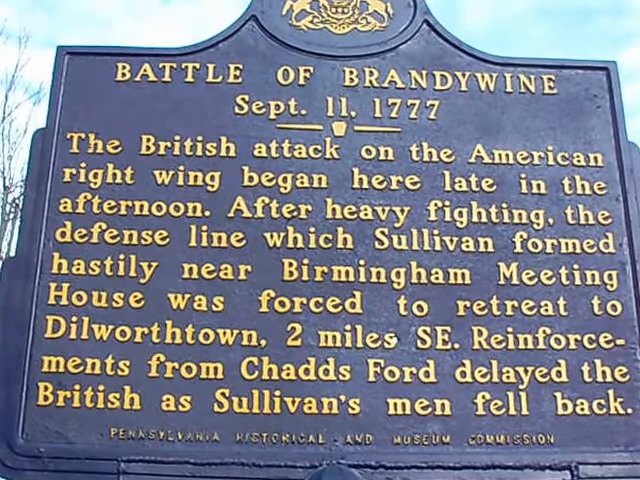 BATTLE OF BRANDYWINE
Sept. 11, 1777
The British attack on the American
right wing began here late in the
afternoon. After heavy fighting, the
defense line which Sullivan formed
hastily near Birmingham Meeting
House was forced to retreat to
Dilworthtown, 2 miles SE. Reinforce-
ments from Chadds Ford delayed the
British as Sullivan's men fell back.
PENNSYLVANIA HISTORICAL AND MUSEUM COMMISSION